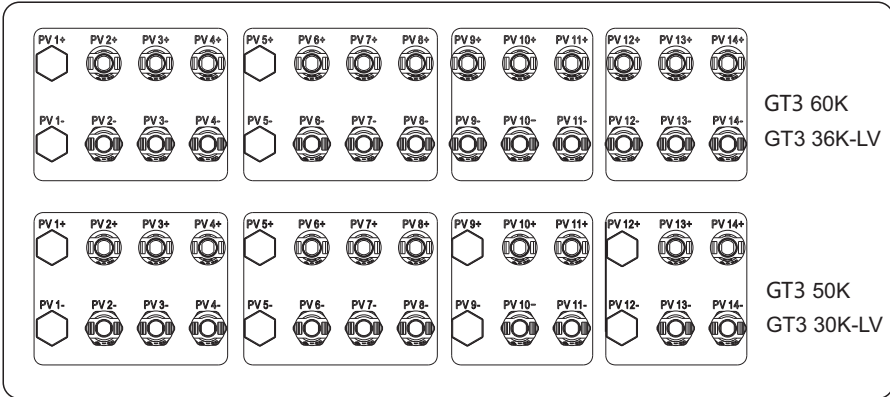 PV 1+ PV 2+ PV 3+ PV 4+ PV 5+ PV 6+ PV 7+ PV 8+ PV 9+ PV 10+ PV 11+ PV 12+ PV 13+ PV 14+
GT3 60K
PV 1- PV 2- PV 3- PV 4- PV 5- PV 6- PV 7- PV 8- PV 9- PV 10- PV 11- PV 12- PV 13- PV 14-
GT3 36K-LV
PV 1+ PV 2+ PV 3+ PV 4+ PV 5+ PV 6+ PV 7+ PV 8+ PV 9+ PV 10+ PV 11+ PV 12+ PV 13+ PV 14+
GT3 50K
PV 1- PV 2- PV 3- PV 4- PV 5- PV 6- PV 7- PV 8- PV 9- PV 10- PV 11- PV 12- PV 13- PV 14-
GT3 30K-LV